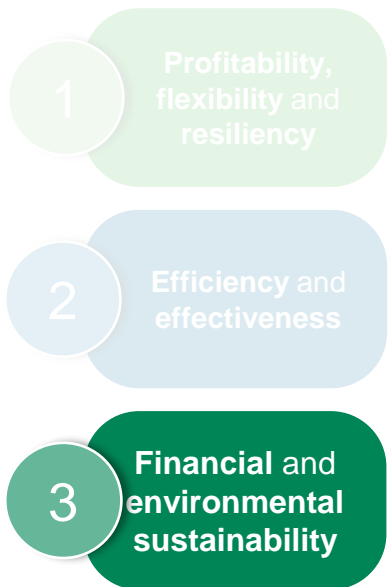 1
Profitability,
flexibility and
resiliency
2
Efficiency and
effectiveness
3
Financial and
environmental
sustainability